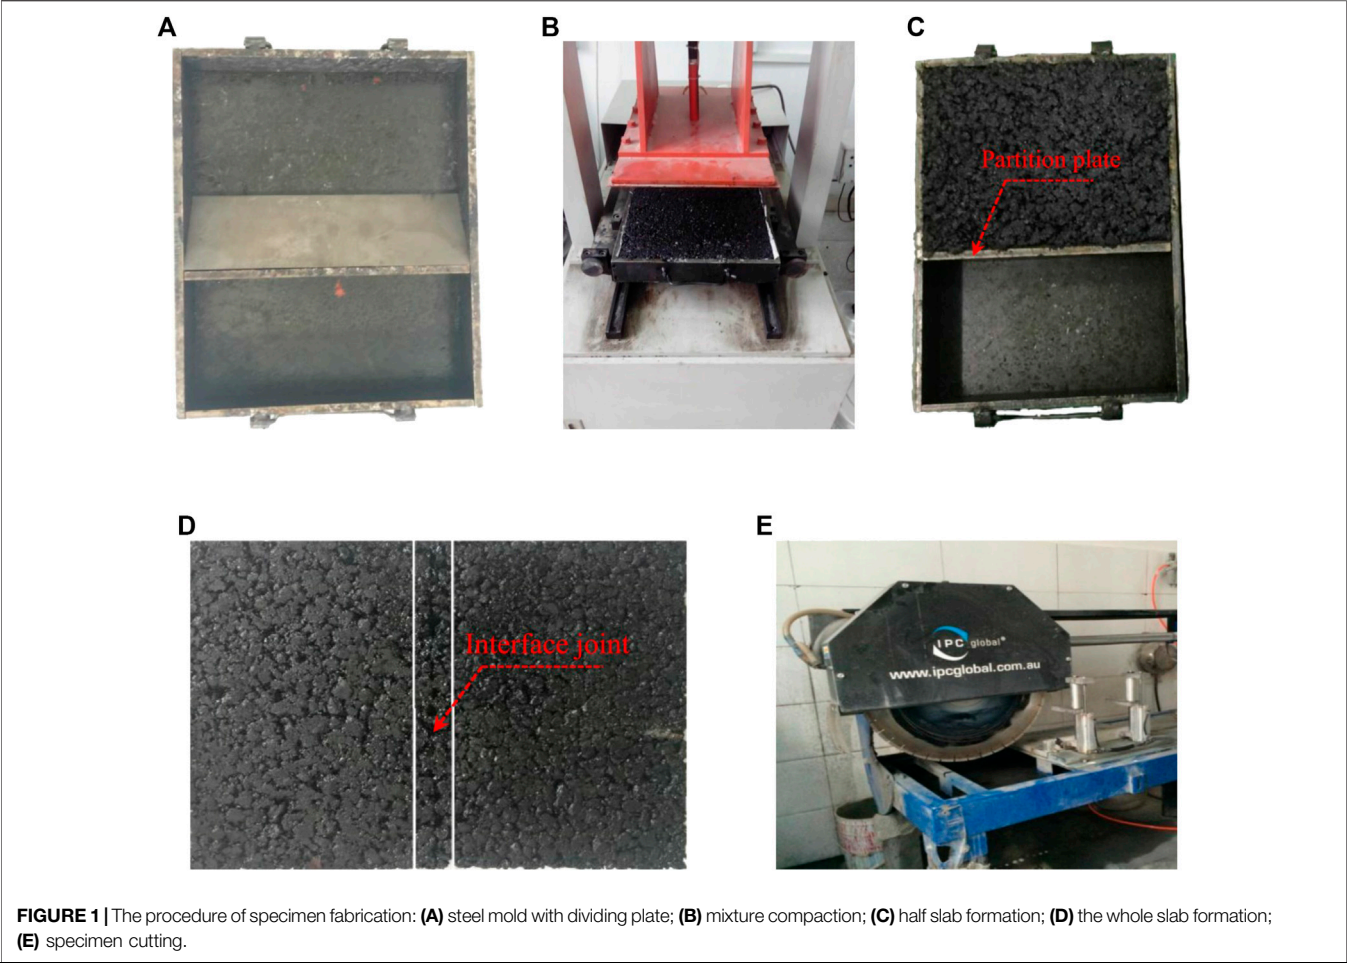 A
B
C
Partition plate
D
E
Interface joint
IPC global®
www.ipcglobal.com.au
FIGURE 1 | The procedure of specimen fabrication: (A) steel mold with dividing plate; (B) mixture compaction; (C) half slab formation; (D) the whole slab formation;
(E) specimen cutting.